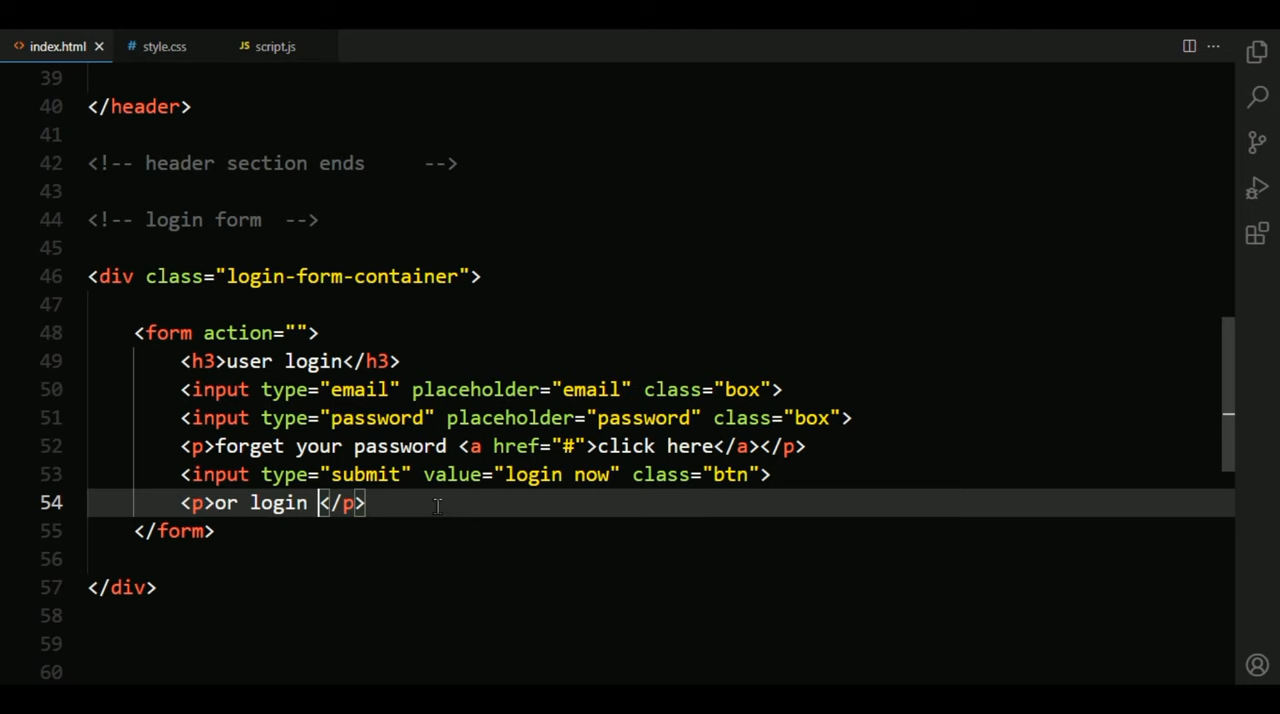 index.html
style.css
script.js
39
40 </header>
41
42 <!-- header section ends     -->
43
44 <!-- login form  -->
45
46 <div class="login-form-container">
47
48     <form action="">
49         <h3>user login</h3>
50         <input type="email" placeholder="email" class="box">
51         <input type="password" placeholder="password" class="box">
52         <p>forget your password <a href="#">click here</a></p>
53         <input type="submit" value="login now" class="btn">
54         <p>or login </p>
55     </form>
56
57 </div>
58
59
60